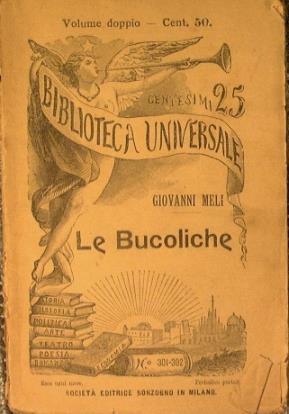 Volume doppio — Cent. 50.
CENTESIMI 25
BIBLIOTECA UNIVERSALE
GIOVANNI MELI
Le Bucoliche
STORIA
FILOSOFIA
POLITICA
ARTE
TEATRO
POESIA
ROMANZI
N.° 301-302
SOCIETÀ EDITRICE SONZOGNO IN MILANO